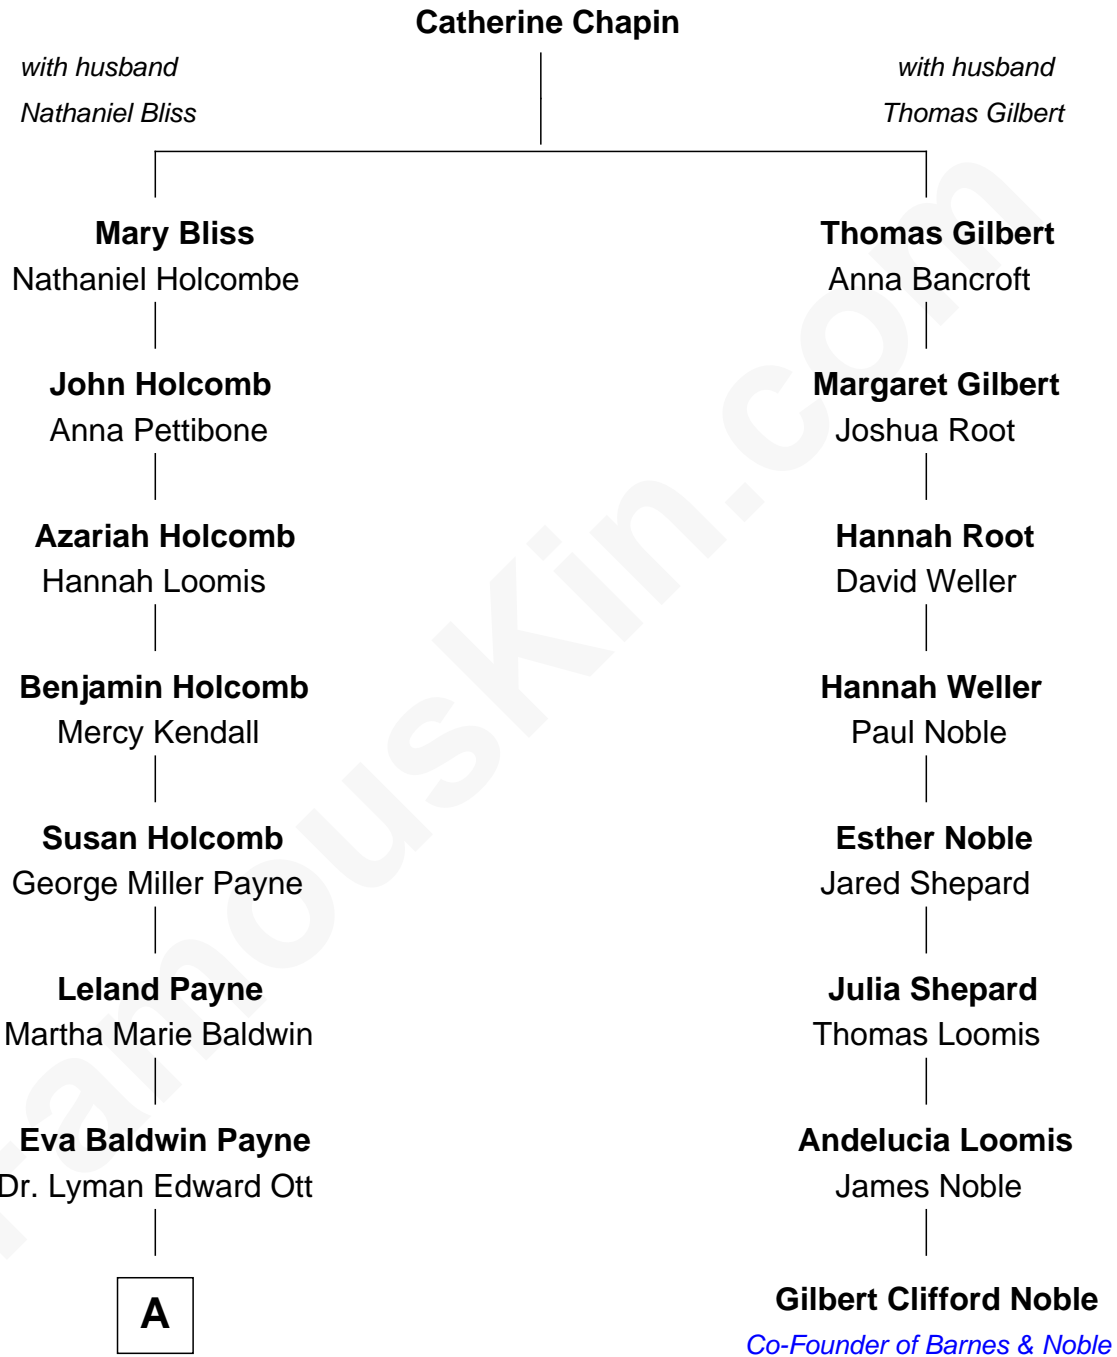 Catherine Chapin
with husband
Nathaniel Bliss
with husband
Thomas Gilbert
Mary Bliss
Nathaniel Holcombe
Thomas Gilbert
Anna Bancroft
John Holcomb
Anna Pettibone
Margaret Gilbert
Joshua Root
Azariah Holcomb
Hannah Loomis
Hannah Root
David Weller
Benjamin Holcomb
Mercy Kendall
Hannah Weller
Paul Noble
Susan Holcomb
George Miller Payne
Esther Noble
Jared Shepard
Leland Payne
Martha Marie Baldwin
Julia Shepard
Thomas Loomis
Eva Baldwin Payne
Dr. Lyman Edward Ott
Andelucia Loomis
James Noble
A
Gilbert Clifford Noble
Co-Founder of Barnes & Noble
FamousKin.com